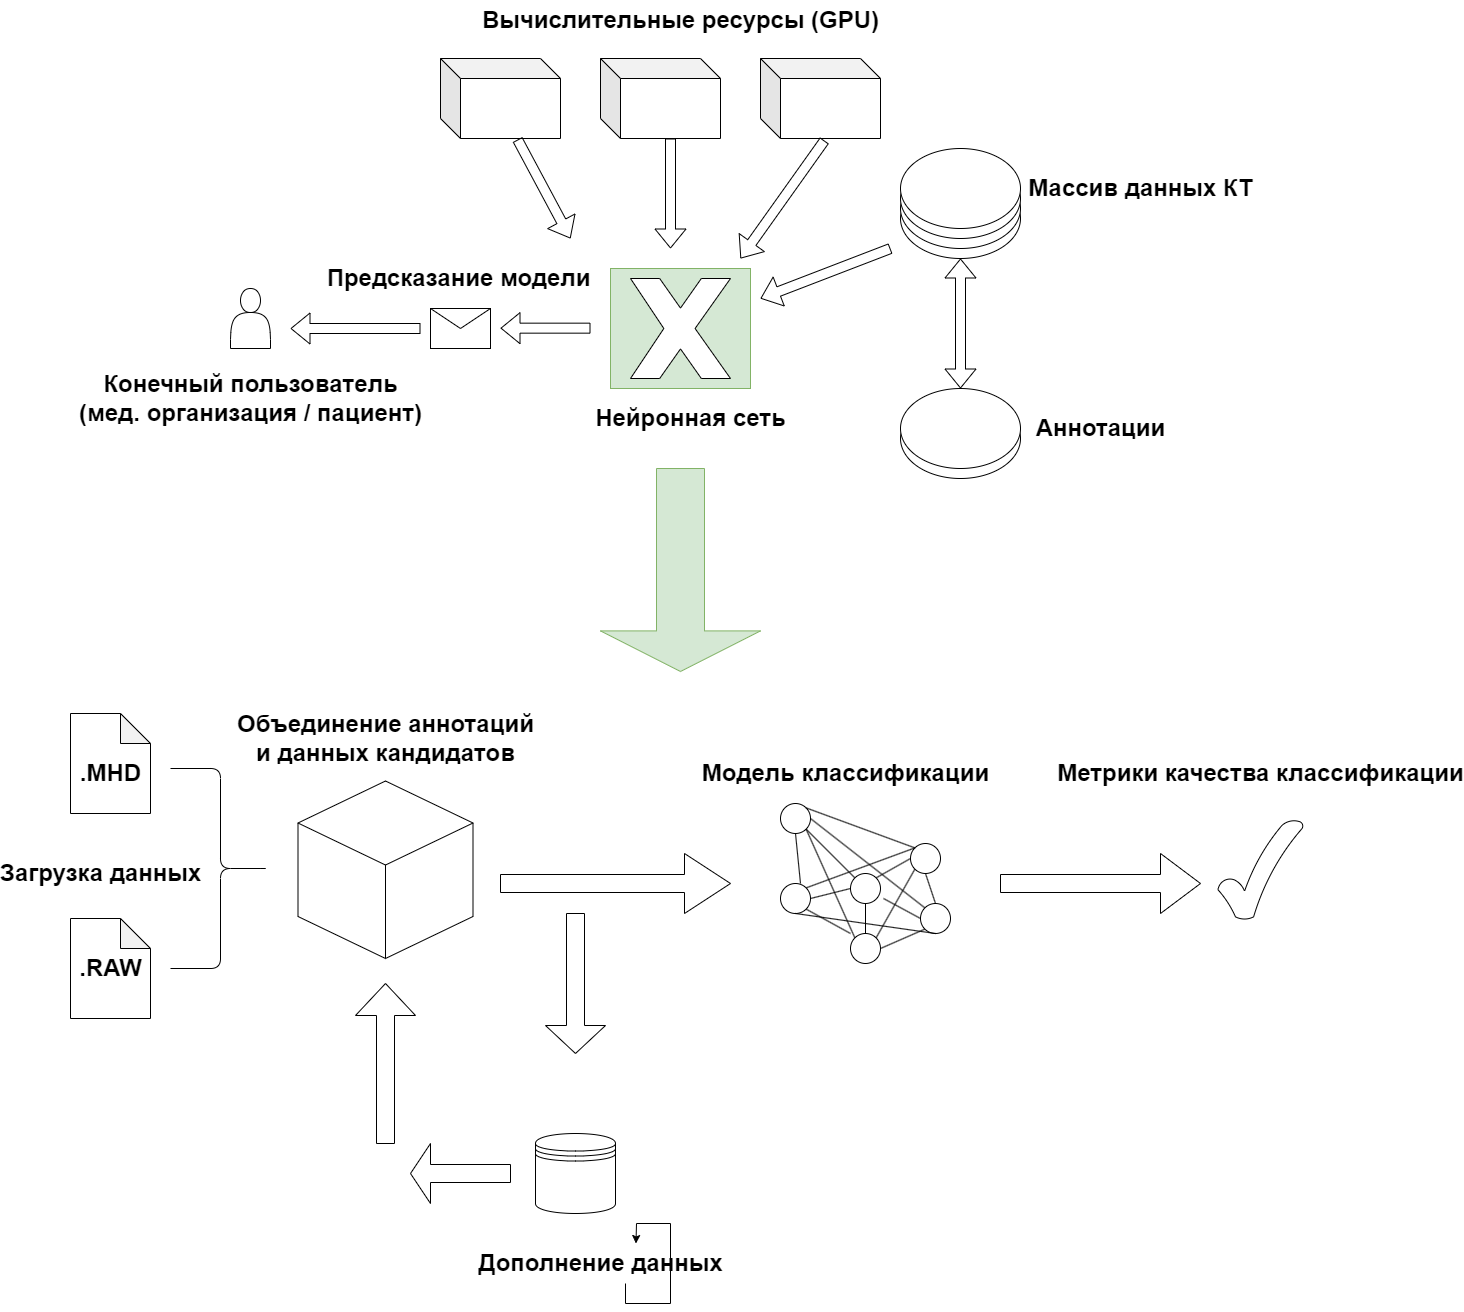 Вычислительные ресурсы (GPU)
Массив данных КТ
Предсказание модели
Конечный пользователь
(мед. организация / пациент)
Нейронная сеть
Аннотации
Объединение аннотаций
и данных кандидатов
.MHD
Модель классификации
Метрики качества классификации
Загрузка данных
.RAW
Дополнение данных